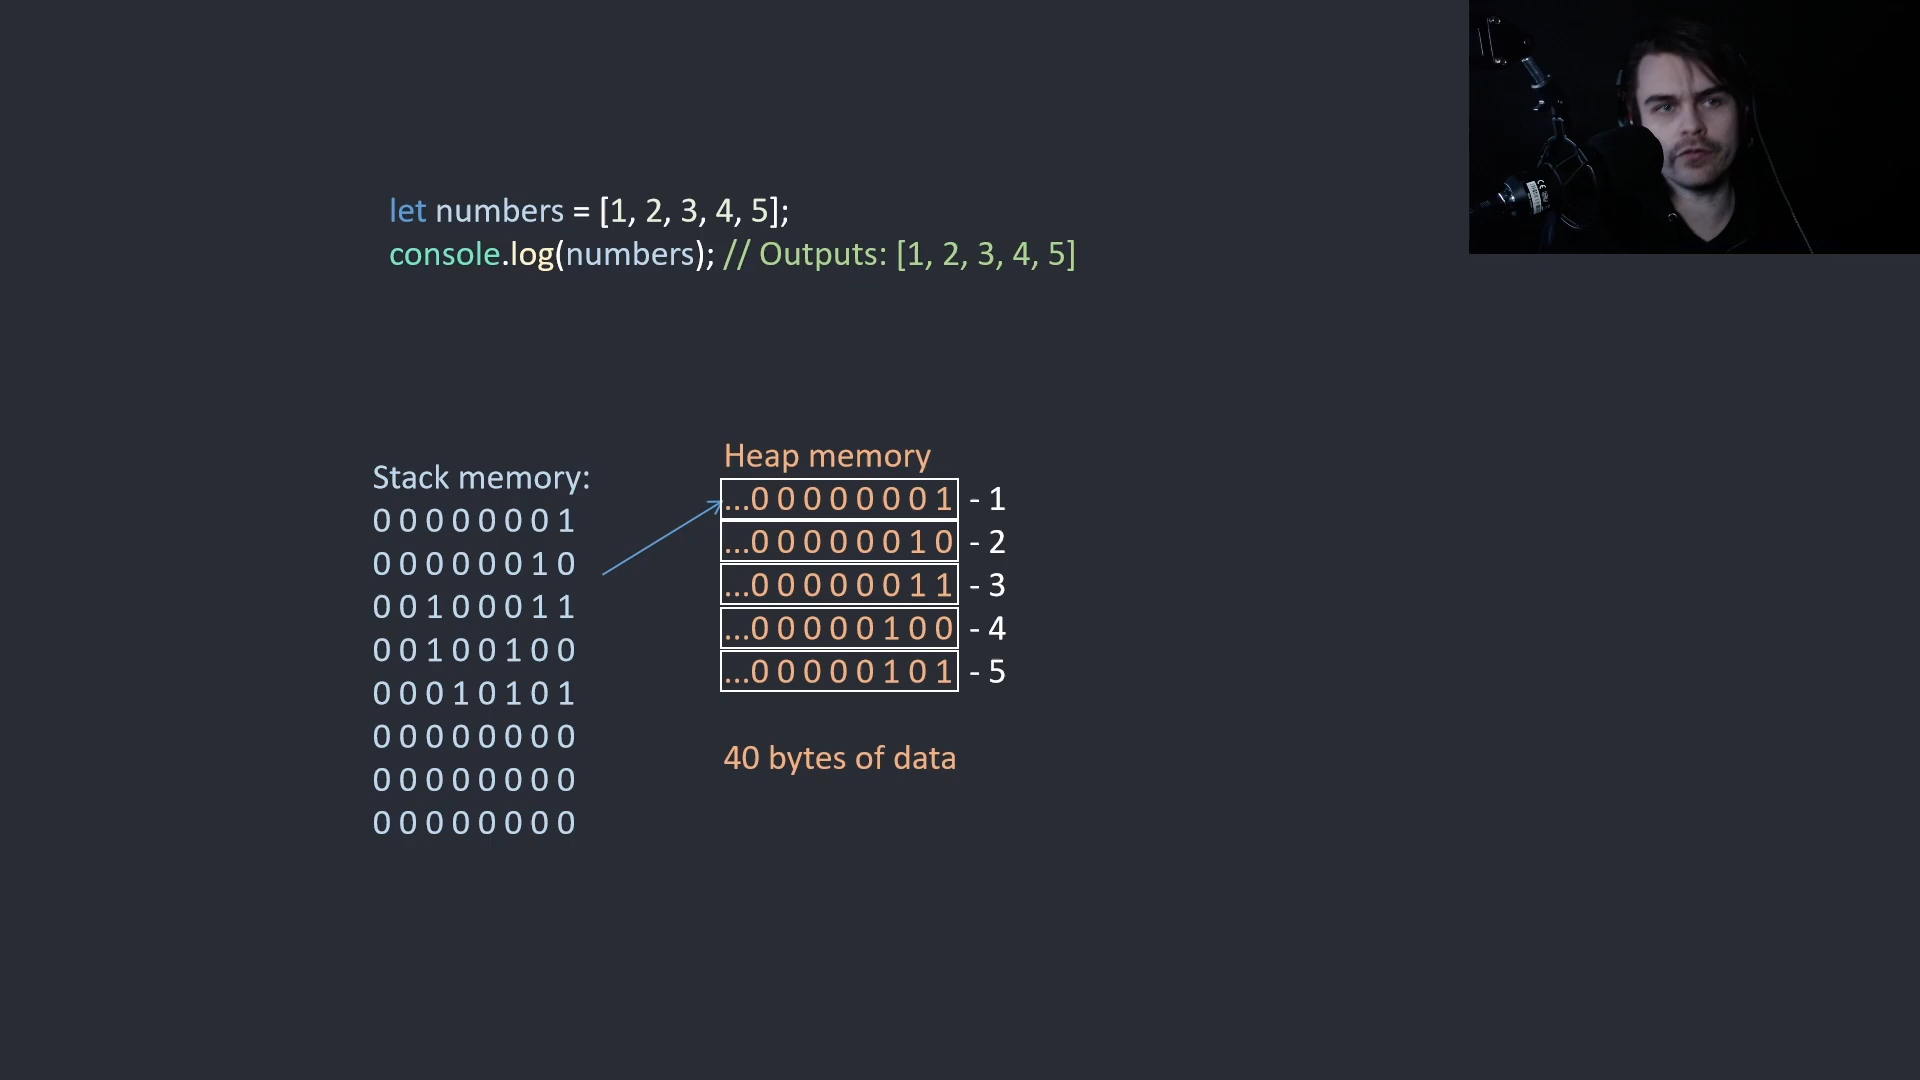 let numbers = [1, 2, 3, 4, 5];
console.log(numbers); // Outputs: [1, 2, 3, 4, 5]
Stack memory:
0 0 0 0 0 0 0 1
0 0 0 0 0 0 1 0
0 0 1 0 0 0 1 1
0 0 1 0 0 1 0 0
0 0 0 1 0 1 0 1
0 0 0 0 0 0 0 0
0 0 0 0 0 0 0 0
0 0 0 0 0 0 0 0
Heap memory
...0 0 0 0 0 0 0 1 - 1
...0 0 0 0 0 0 1 0 - 2
...0 0 0 0 0 0 1 1 - 3
...0 0 0 0 0 1 0 0 - 4
...0 0 0 0 0 1 0 1 - 5
40 bytes of data